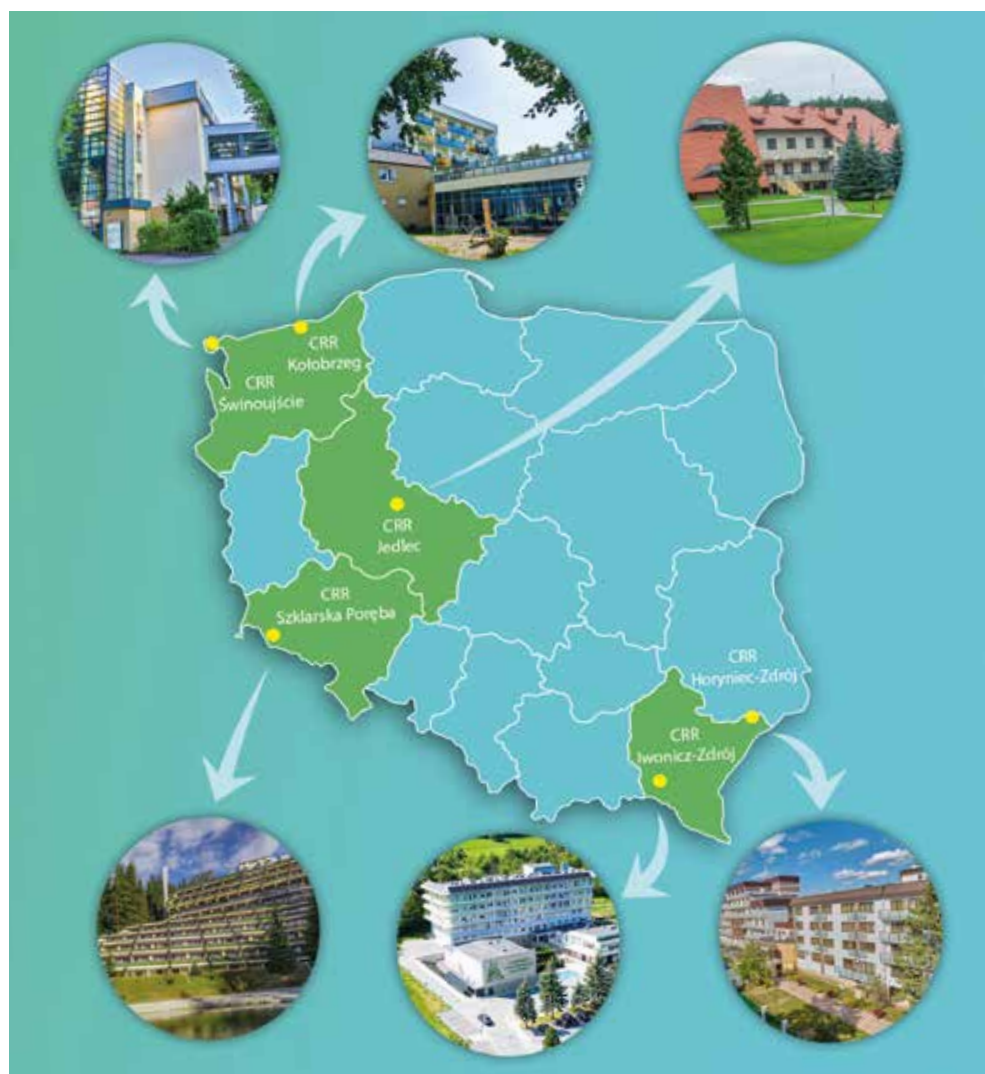 CRR
Kołobrzeg
CRR
Świnoujście
CRR
Jedlec
CRR
Szklarska Poręba
CRR
Horyniec-Zdrój
CRR
Iwonicz-Zdrój